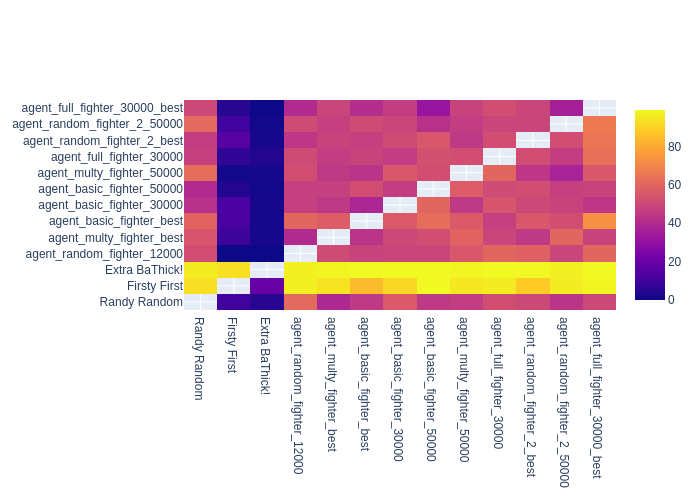 agent_full_fighter_30000_best
agent_random_fighter_2_50000
agent_random_fighter_2_best
agent_full_fighter_30000
agent_multy_fighter_50000
agent_basic_fighter_50000
agent_basic_fighter_30000
agent_basic_fighter_best
agent_multy_fighter_best
agent_random_fighter_12000
Extra BaThick!
Firsty First
Randy Random
Randy Random
Firsty First
Extra BaThick!
agent_random_fighter_12000
agent_multy_fighter_best
agent_basic_fighter_best
agent_basic_fighter_30000
agent_basic_fighter_50000
agent_multy_fighter_50000
agent_full_fighter_30000
agent_random_fighter_2_best
agent_random_fighter_2_50000
agent_full_fighter_30000_best
80
60
40
20
0